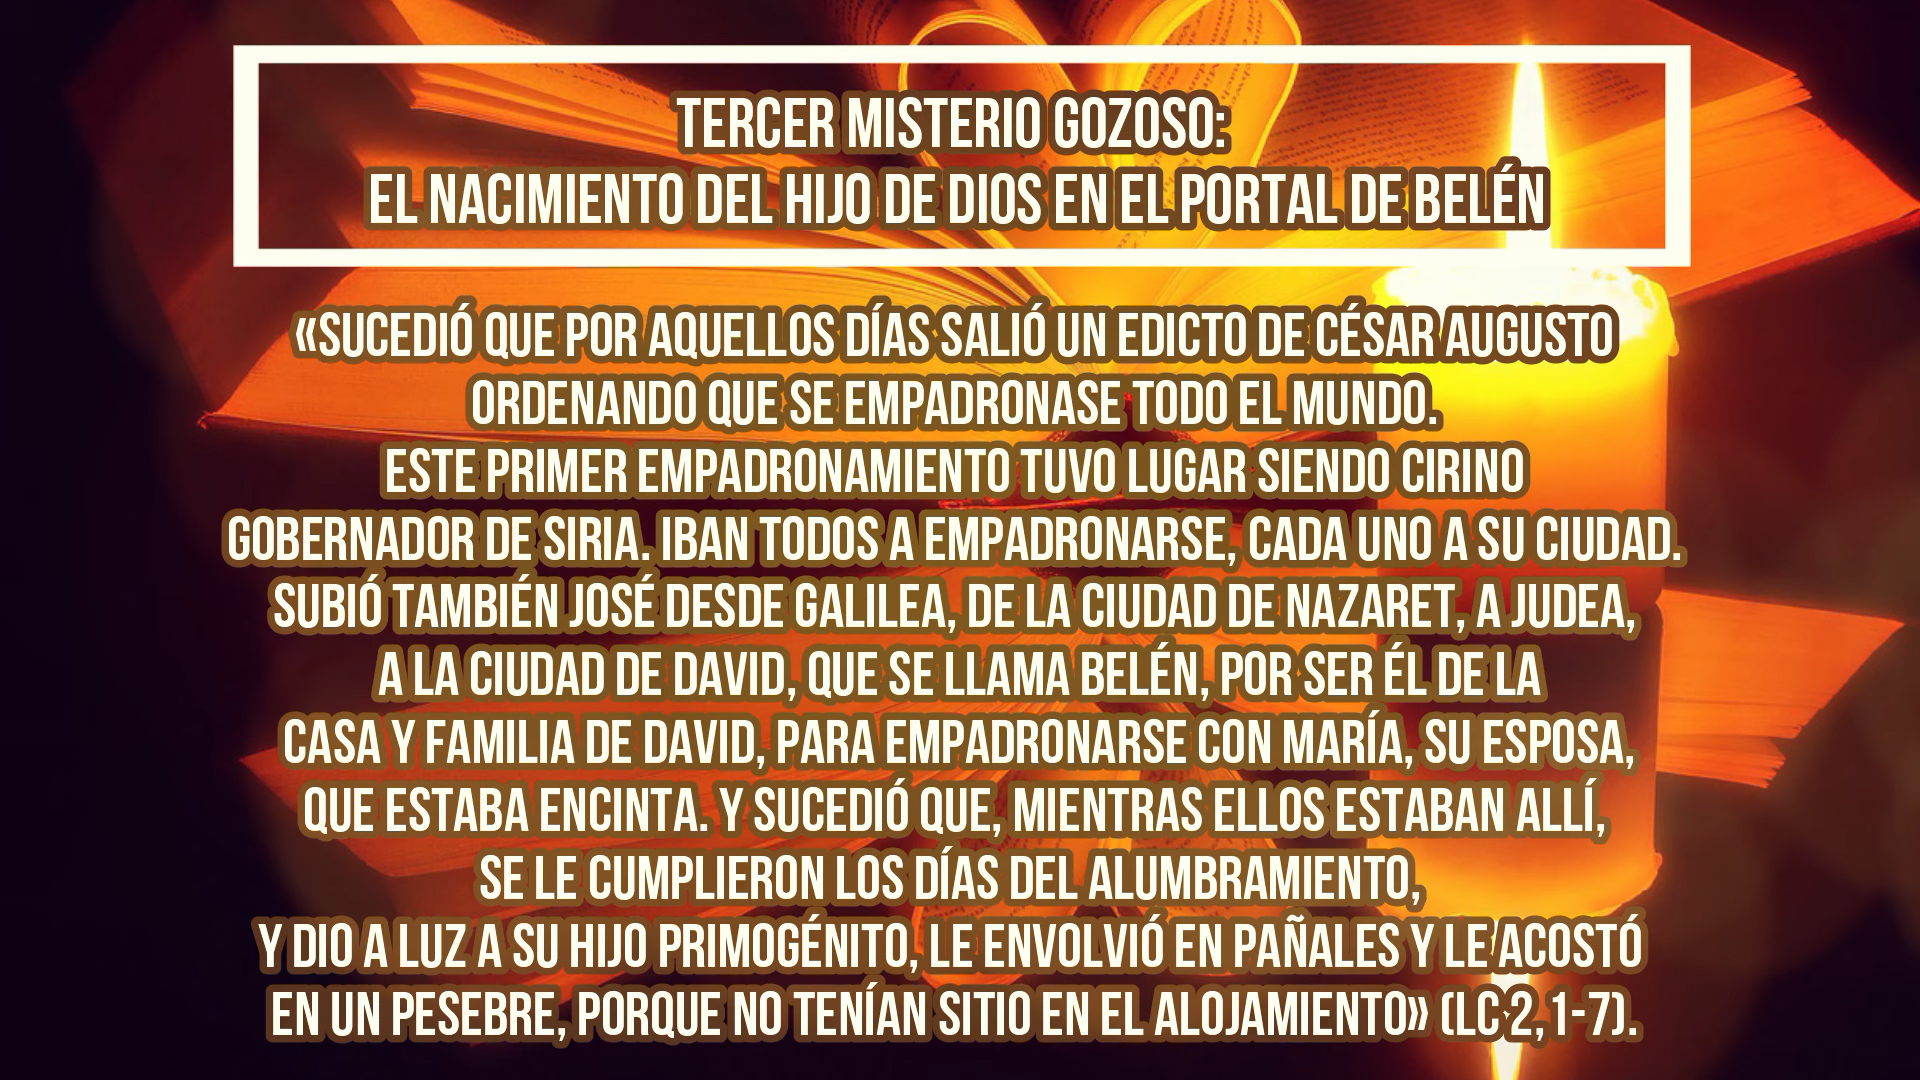 TERCER MISTERIO GOZOSO:
EL NACIMIENTO DEL HIJO DE DIOS EN EL PORTAL DE BELÉN
«SUCEDIÓ QUE POR AQUELLOS DÍAS SALIÓ UN EDICTO DE CÉSAR AUGUSTO
ORDENANDO QUE SE EMPADRONASE TODO EL MUNDO.
ESTE PRIMER EMPADRONAMIENTO TUVO LUGAR SIENDO CIRINO
GOBERNADOR DE SIRIA. IBAN TODOS A EMPADRONARSE, CADA UNO A SU CIUDAD.
SUBIÓ TAMBIÉN JOSÉ DESDE GALILEA, DE LA CIUDAD DE NAZARET, A JUDEA,
A LA CIUDAD DE DAVID, QUE SE LLAMA BELÉN, POR SER ÉL DE LA
CASA Y FAMILIA DE DAVID, PARA EMPADRONARSE CON MARÍA, SU ESPOSA,
QUE ESTABA ENCINTA. Y SUCEDIÓ QUE, MIENTRAS ELLOS ESTABAN ALLÍ,
SE LE CUMPLIERON LOS DÍAS DEL ALUMBRAMIENTO,
Y DIO A LUZ A SU HIJO PRIMOGÉNITO, LE ENVOLVIÓ EN PAÑALES Y LE ACOSTÓ
EN UN PESEBRE, PORQUE NO TENÍAN SITIO EN EL ALOJAMIENTO» (LC 2, 1-7).